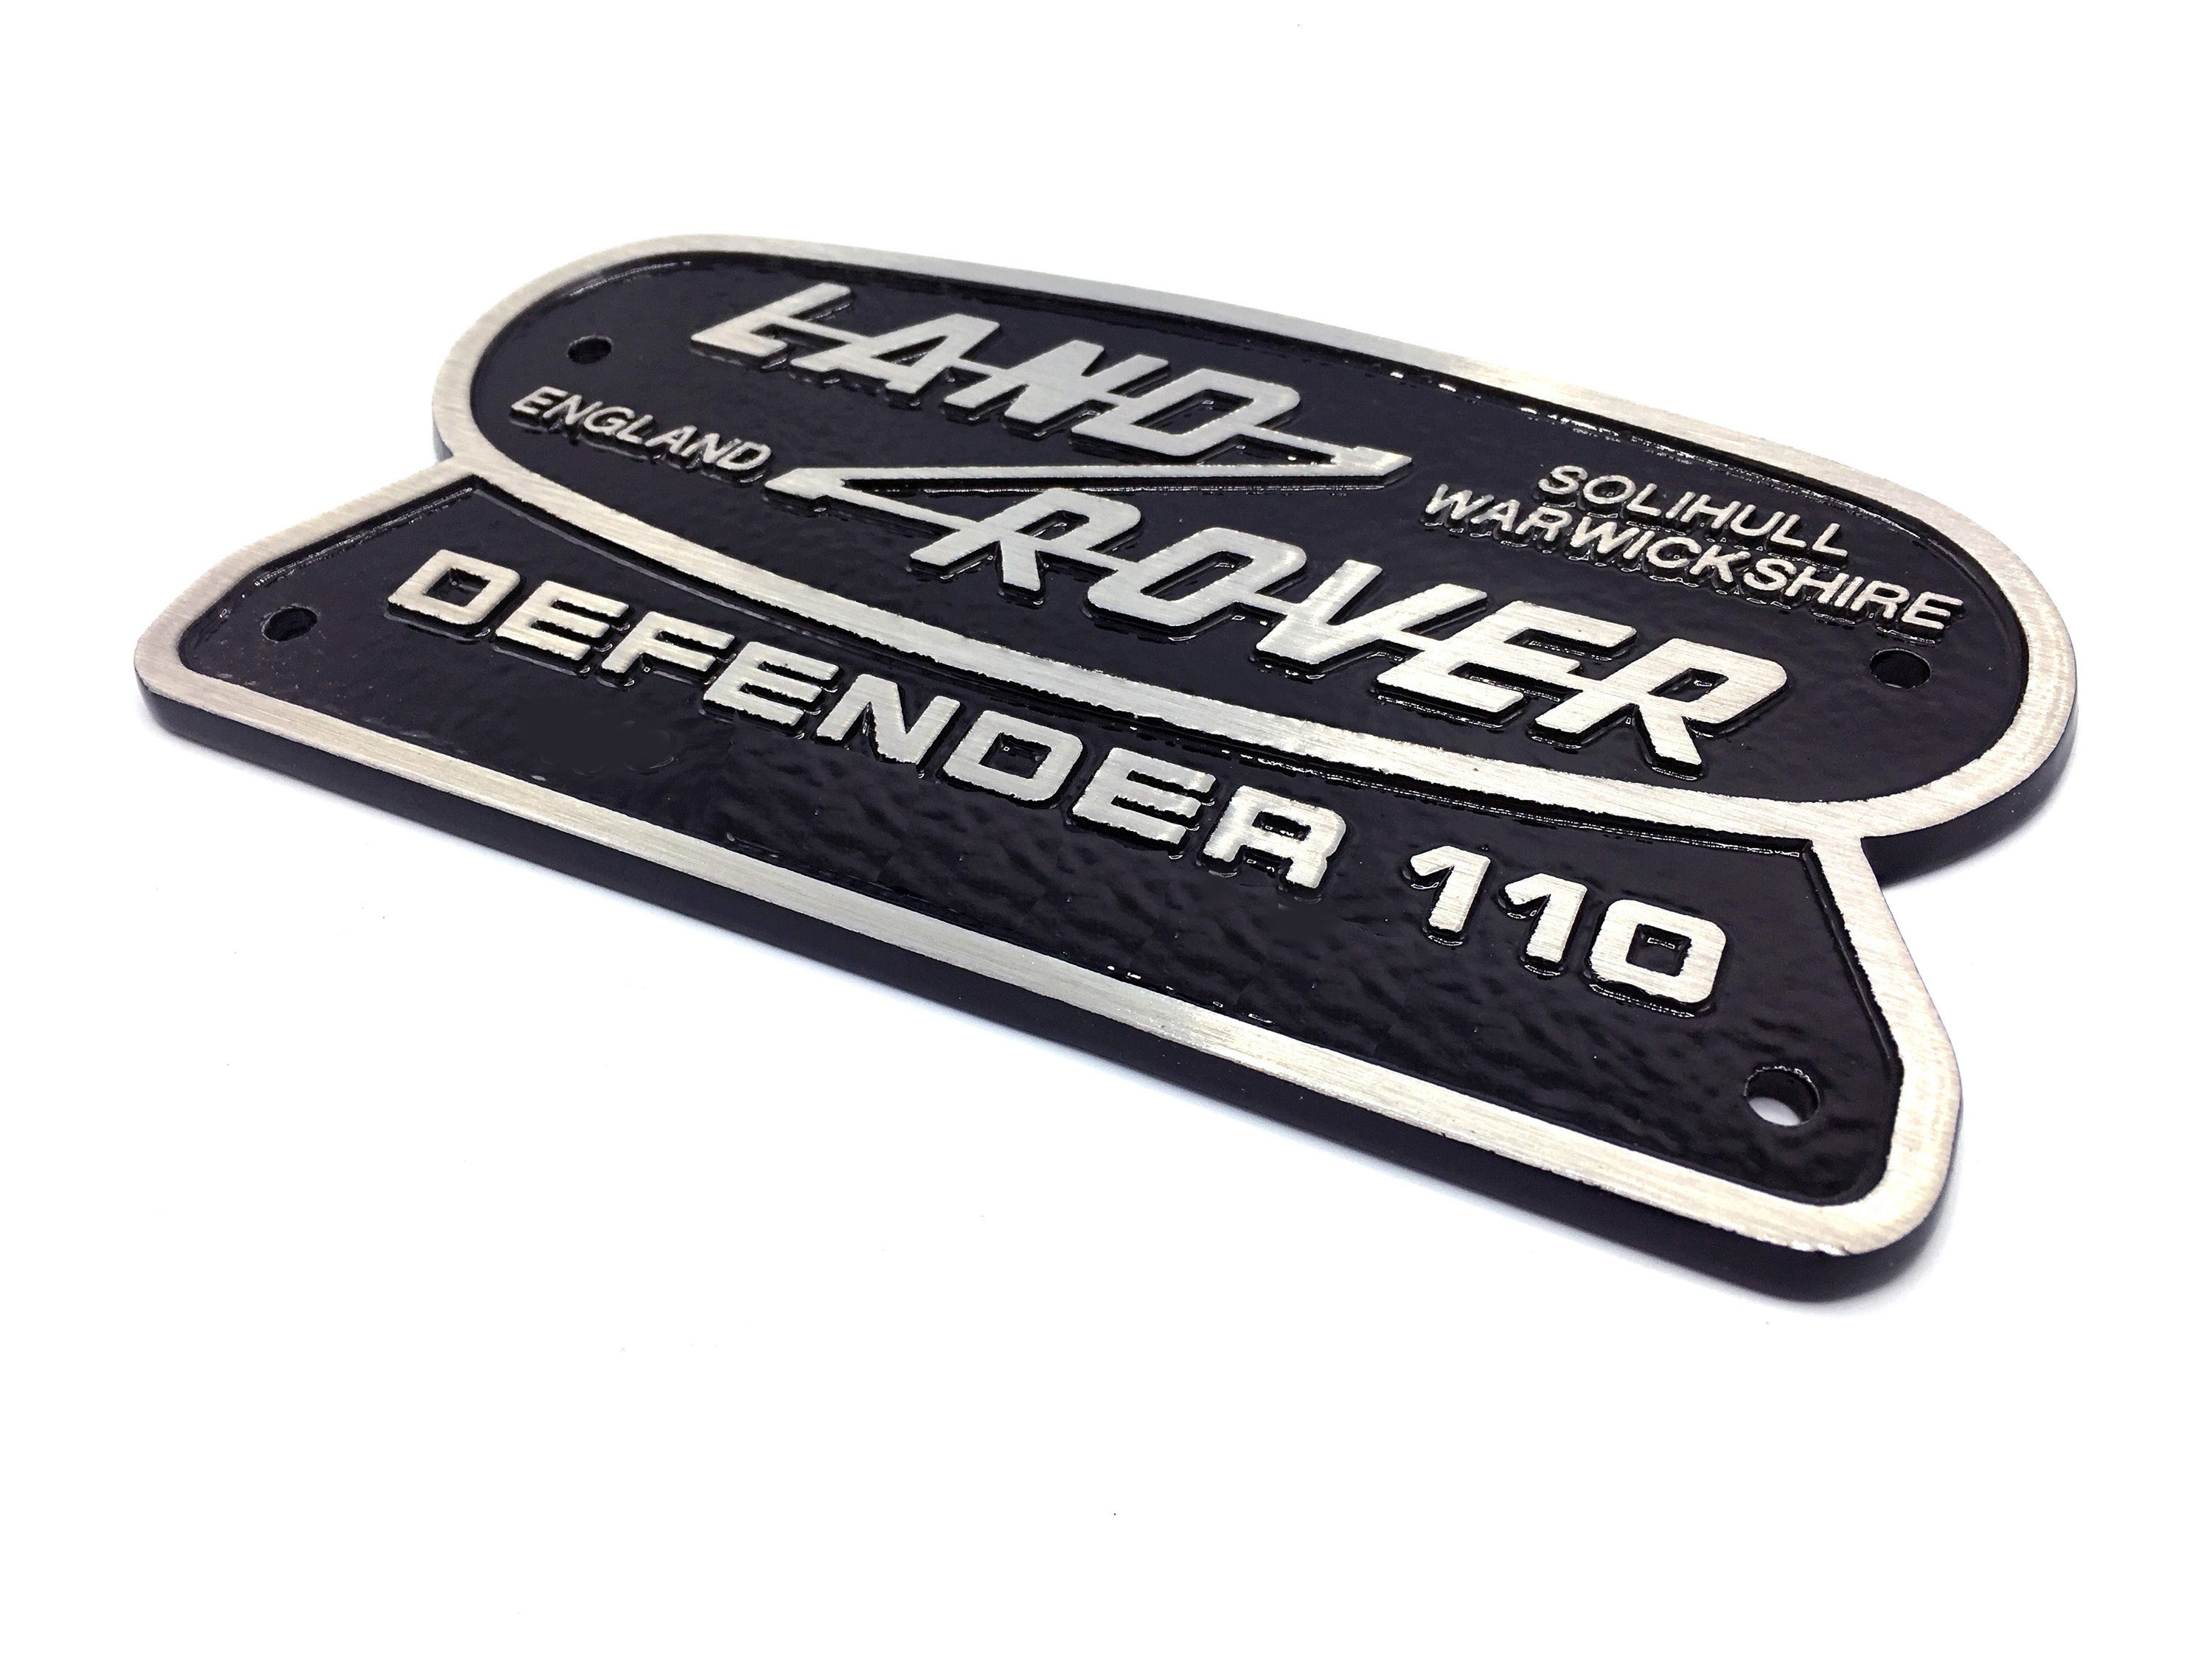 LAND
ENGLAND
SOLIHULL
WARWICKSHIRE
ROVER
DEFENDER 110